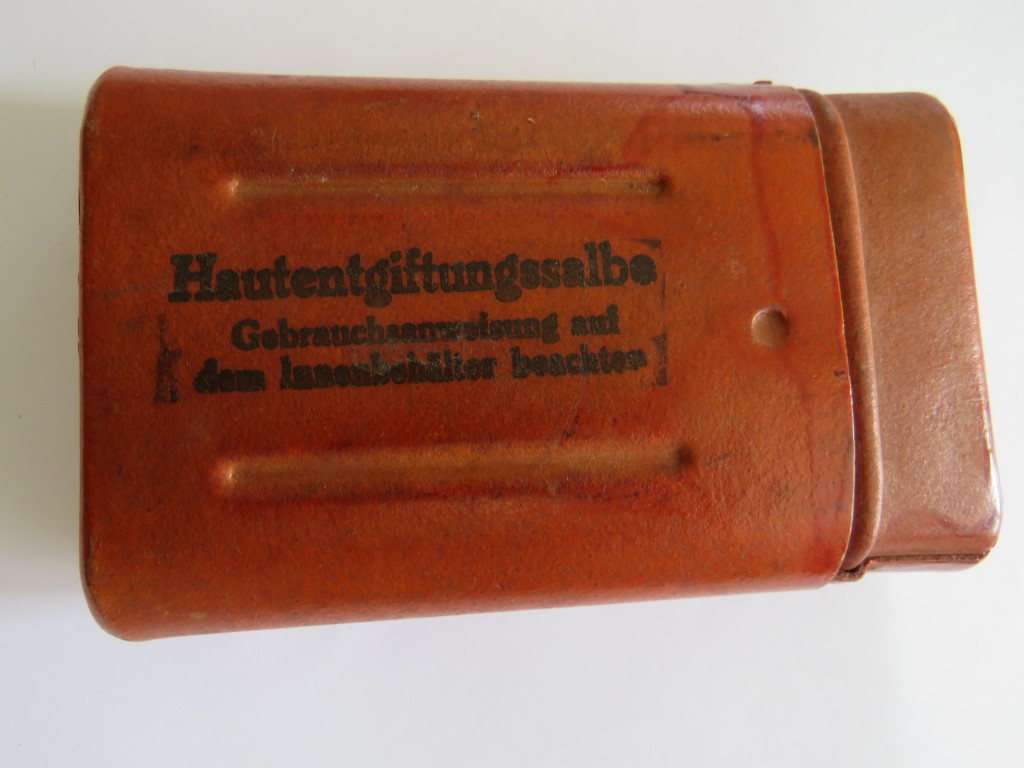 Hautentgiftungssalbe
Gebrauchsanweisung auf
dem Innenbehälter beachten